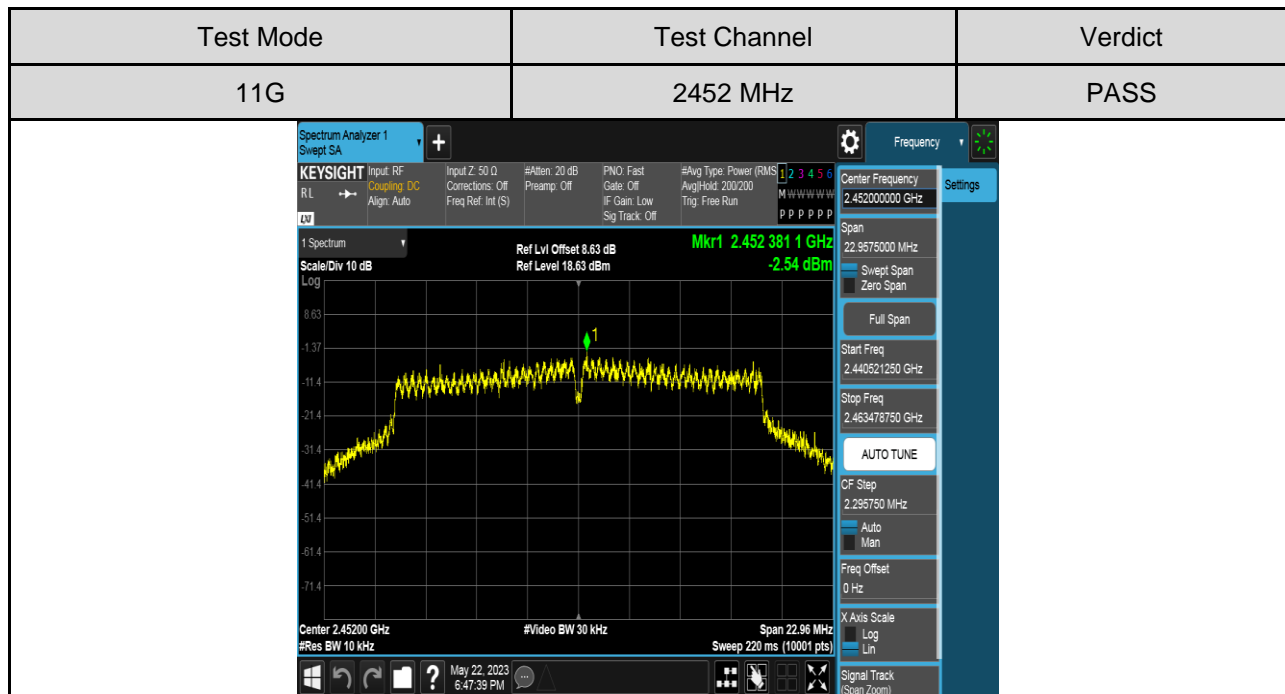 Test Mode Test Channel Verdict
11G 2452 MHz PASS
Spectrum Analyzer 1
Swept SA
+
Frequency
KEYSIGHT Input: RF Input Z: 50 Ω #Atten: 20 dB PNO: Fast #Avg Type: Power (RMS 1 2 3 4 5 6
RL Coupling: DC Corrections: Off Preamp: Off Gate: Off Avg|Hold: 200/200 M W W W W W
Align: Auto Freq Ref: Int (S) IF Gain: Low Trig: Free Run
LXI Sig Track: Off P P P P P P
1 Spectrum Ref Lvl Offset 8.63 dB Mkr1 2.452 381 1 GHz
Scale/Div 10 dB Ref Level 18.63 dBm -2.54 dBm
Log
8.63
1
-1.37
-11.4
-21.4
-31.4
-41.4
-51.4
-61.4
-71.4
Center 2.45200 GHz #Video BW 30 kHz Span 22.96 MHz
#Res BW 10 kHz Sweep 220 ms (10001 pts)
? May 22, 2023
6:47:39 PM
Center Frequency
2.452000000 GHz
Settings
Span
22.9575000 MHz
Swept Span
Zero Span
Full Span
Start Freq
2.440521250 GHz
Stop Freq
2.463478750 GHz
AUTO TUNE
CF Step
2.295750 MHz
Auto
Man
Freq Offset
0 Hz
X Axis Scale
Log
Lin
Signal Track
(Span Zoom)